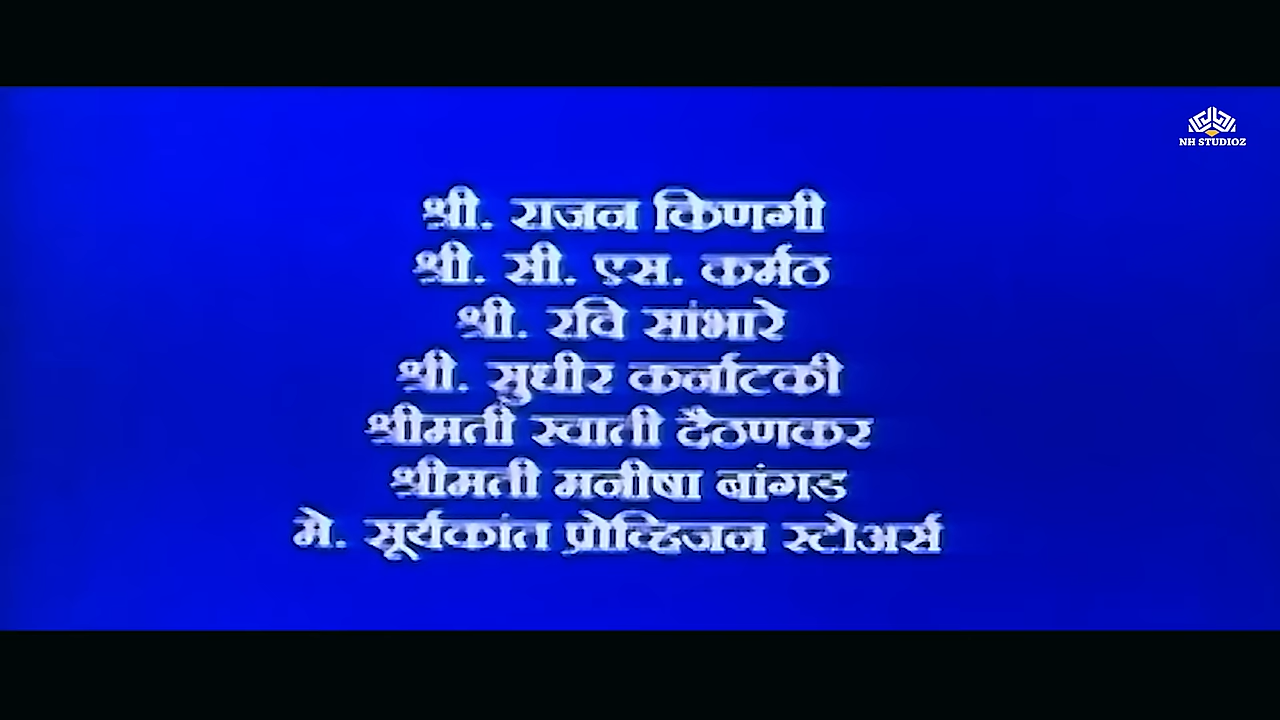 NH STUDIOZ
श्री. राजन किणगी
श्री. सी. एस. कर्मठ
श्री. रवि सांभारे
श्री. सुधीर कर्नाटकी
श्रीमती स्वाती दैठणकर
श्रीमती मनीषा बांगड
मे. सूर्यकांत प्रोव्हिजन स्टोअर्स